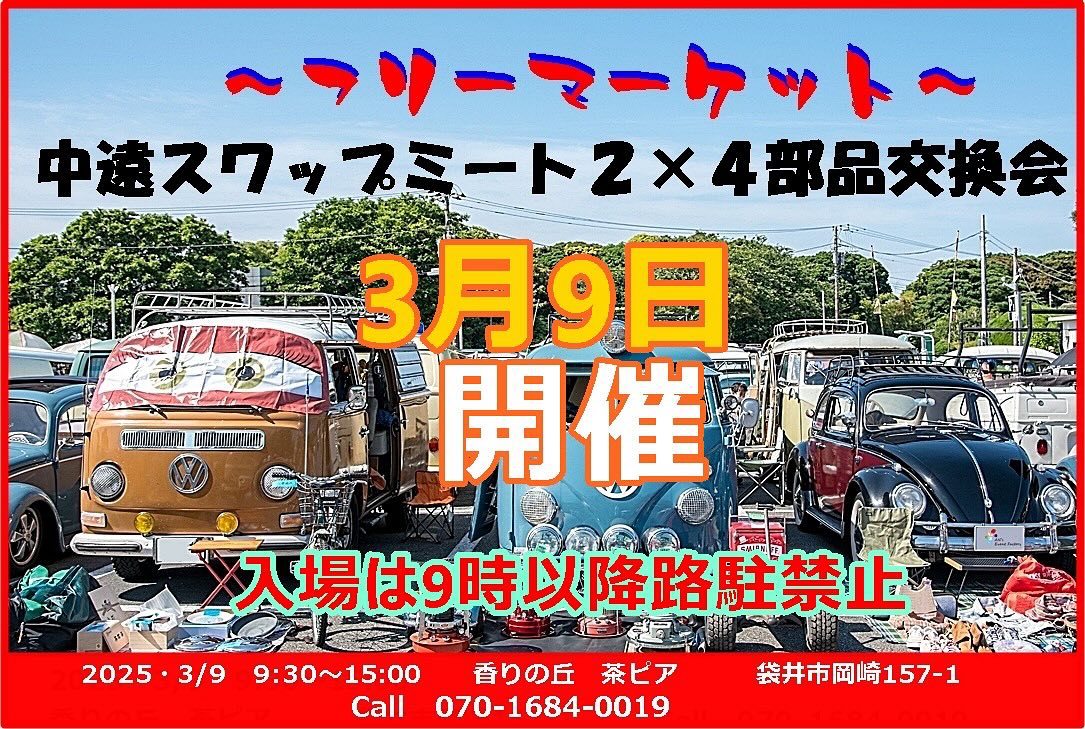 ～フリーマーケット～
中遠スワップミート２×４部品交換会
3月9日
開催
入場は9時以降路駐禁止
2025・3/9　9:30～15:00　香りの丘　茶ピア　袋井市岡崎157-1
Call　070-1684-0019